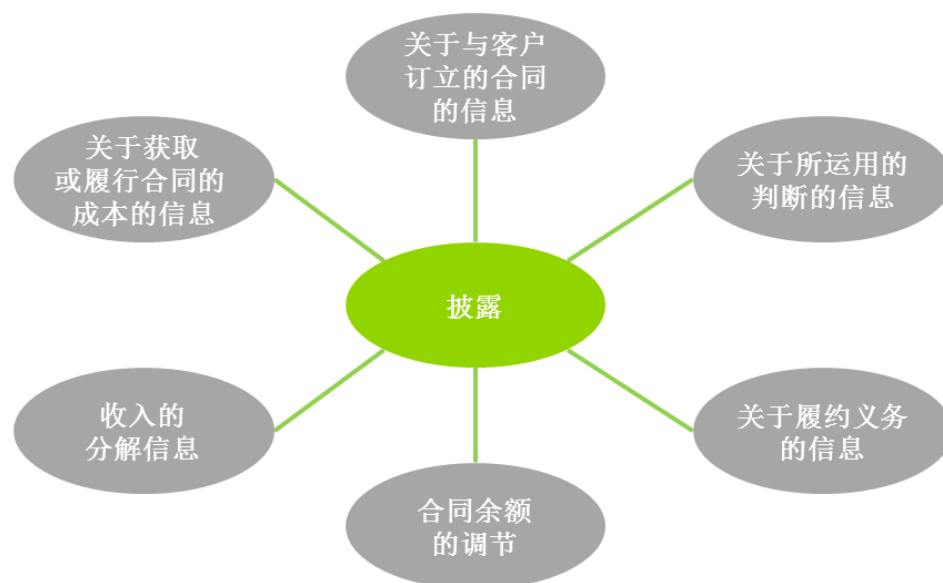 关于与客户
订立的合同
的信息
关于获取
或履行合同的
成本的信息
关于所运用的
判断的信息
披露
收入的
分解信息
关于履约义务
的信息
合同余额
的调节